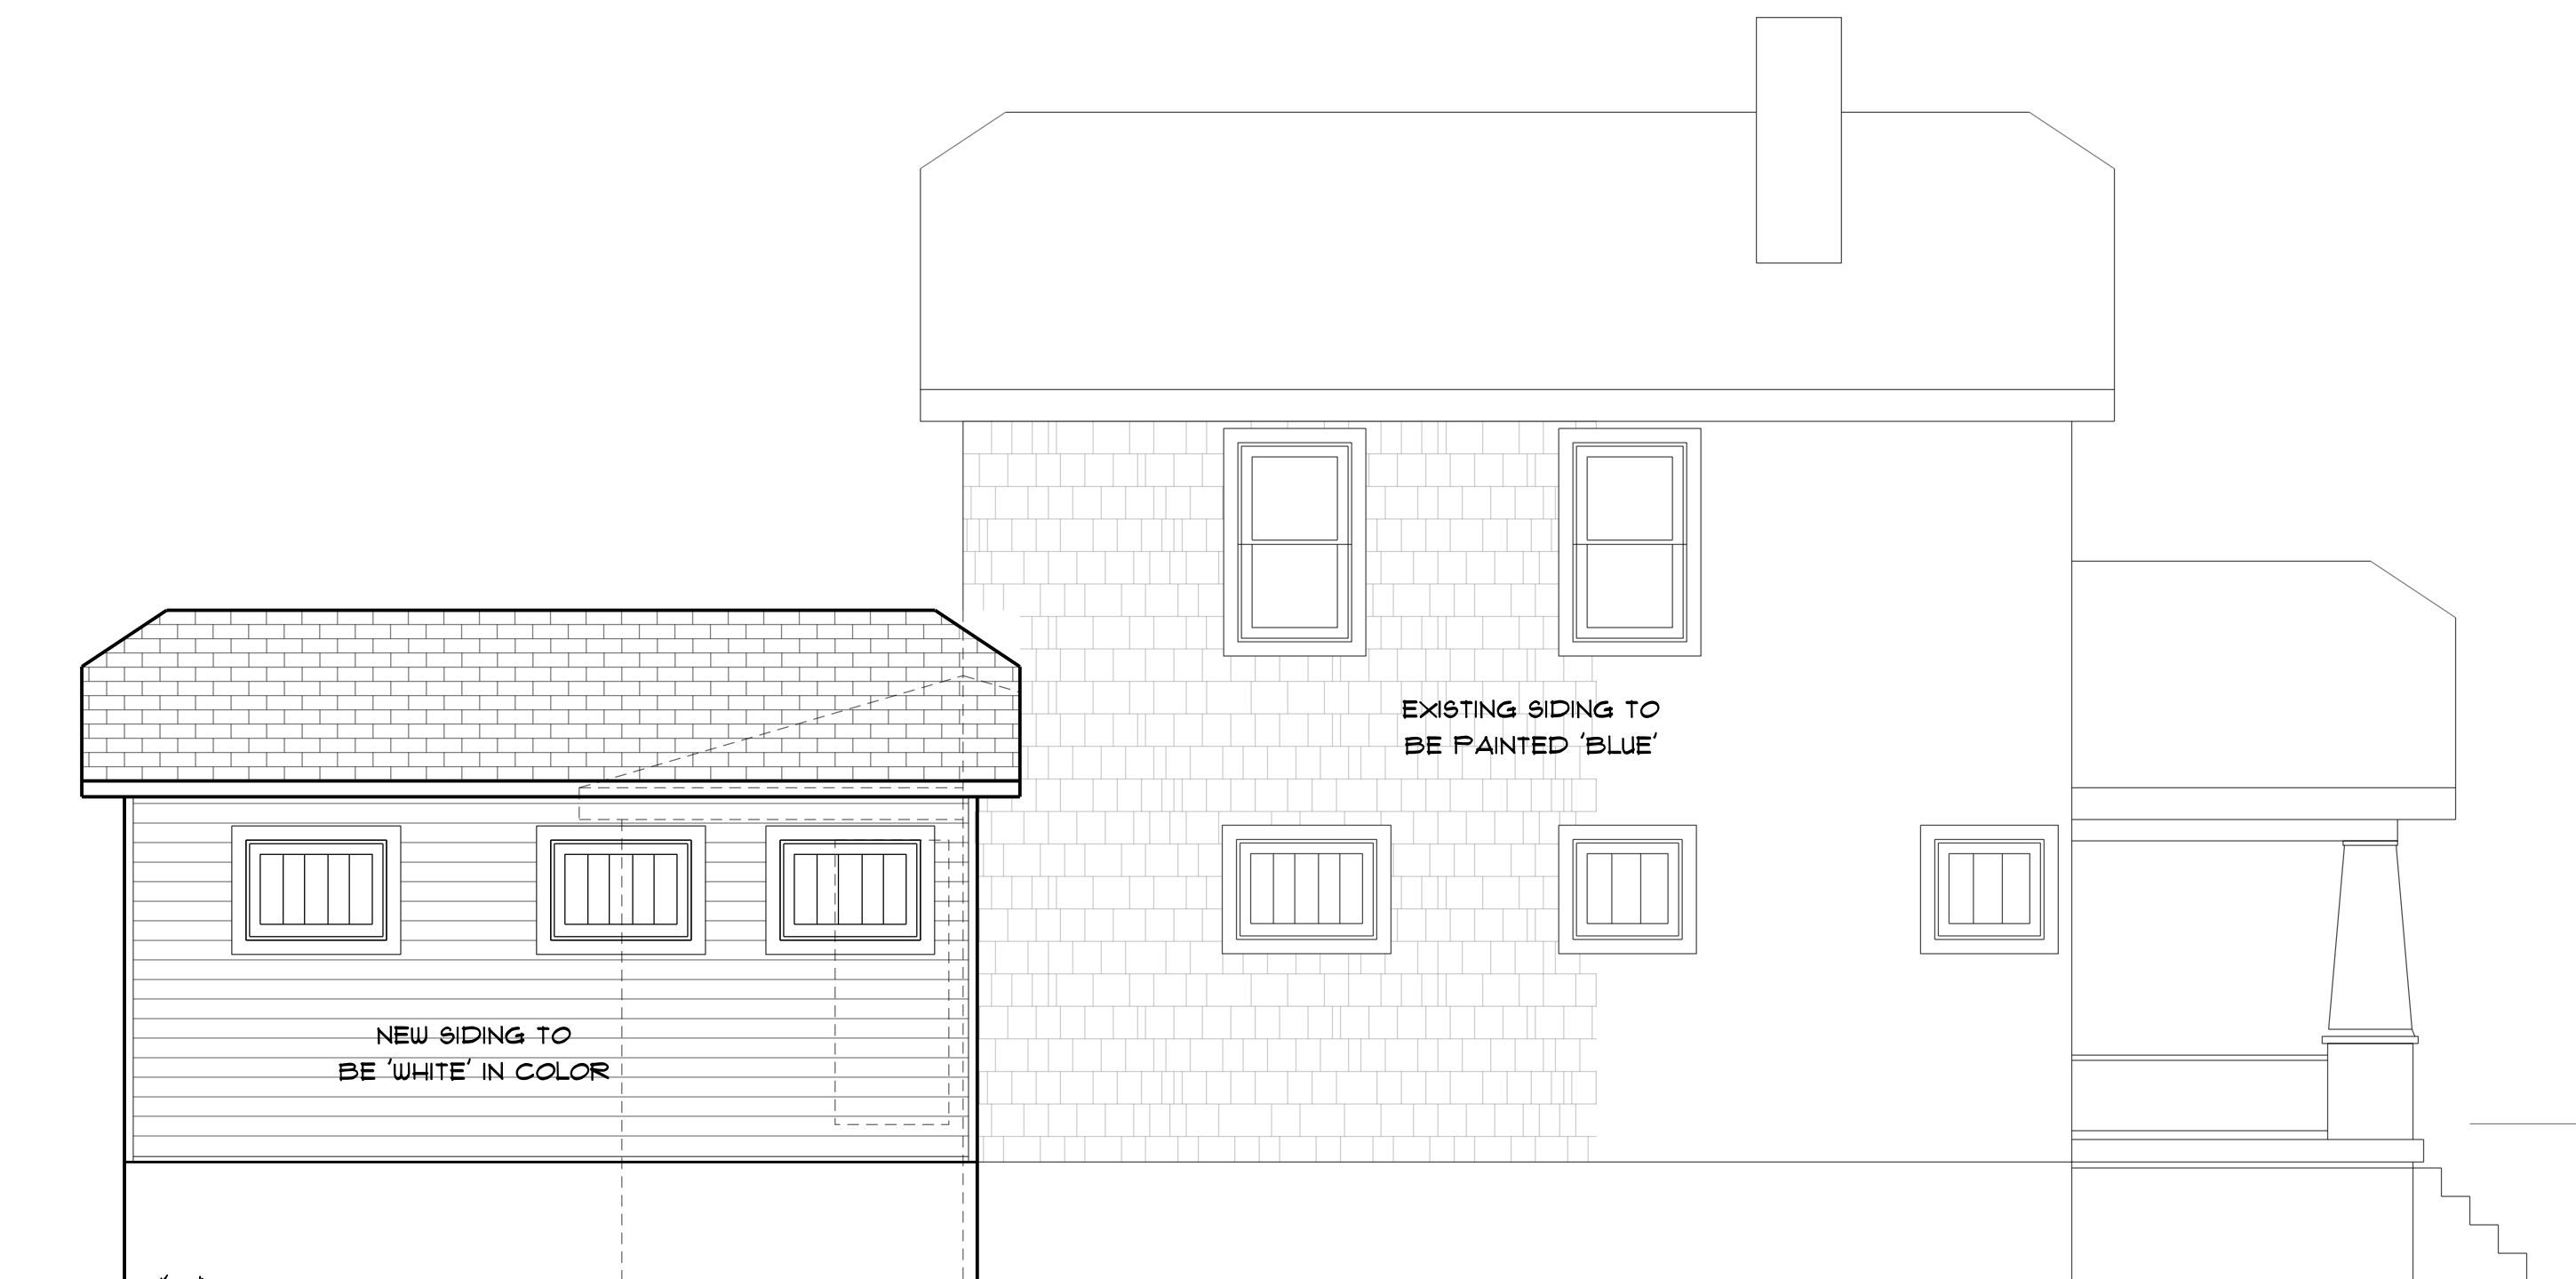 EXISTING SIDING TO
BE PAINTED 'BLUE'
NEW SIDING TO
BE 'WHITE' IN COLOR